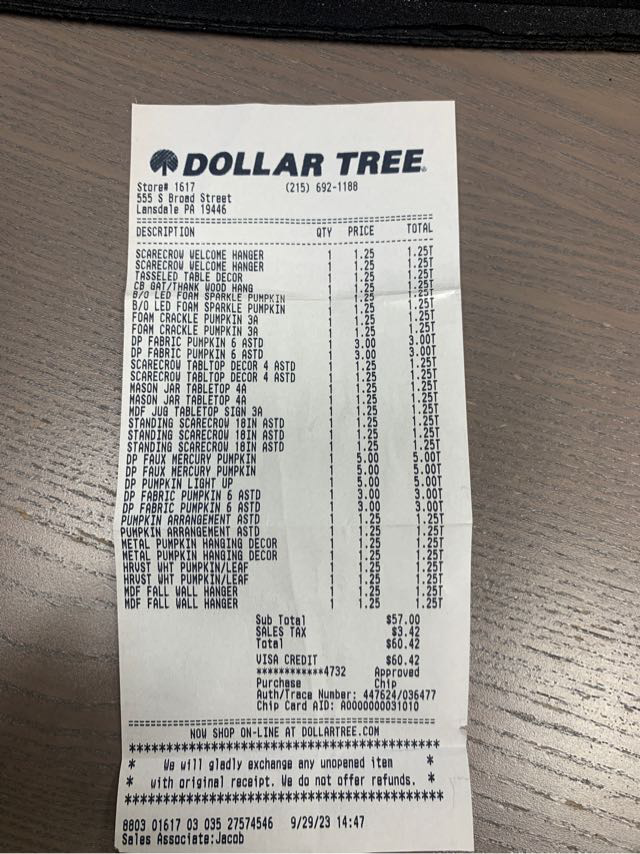 DOLLAR TREE
Store# 1617 (215) 692-1188
555 S Broad Street
Lansdale PA 19446
DESCRIPTION QTY PRICE TOTAL
SCARECROW WELCOME HANGER 1 1.25 1.25T
SCARECROW WELCOME HANGER 1 1.25 1.25T
TASSELED TABLE DECOR 1 1.25 1.25T
CB GAT/THANK WOOD HANG 1 1.25 1.25T
B/O LED FOAM SPARKLE PUMPKIN 1 1.25 1.25T
B/O LED FOAM SPARKLE PUMPKIN 1 1.25 1.25T
FOAM CRACKLE PUMPKIN 3A 1 1.25 1.25T
FOAM CRACKLE PUMPKIN 3A 1 1.25 1.25T
DP FABRIC PUMPKIN 6 ASTD 1 3.00 3.00T
DP FABRIC PUMPKIN 6 ASTD 1 3.00 3.00T
SCARECROW TABLTOP DECOR 4 ASTD 1 1.25 1.25T
SCARECROW TABLTOP DECOR 4 ASTD 1 1.25 1.25T
MASON JAR TABLETOP 4A 1 1.25 1.25T
MASON JAR TABLETOP 4A 1 1.25 1.25T
MDF JUG TABLETOP SIGN 3A 1 1.25 1.25T
STANDING SCARECROW 18IN ASTD 1 1.25 1.25T
STANDING SCARECROW 18IN ASTD 1 1.25 1.25T
STANDING SCARECROW 18IN ASTD 1 1.25 1.25T
DP FAUX MERCURY PUMPKIN 1 5.00 5.00T
DP FAUX MERCURY PUMPKIN 1 5.00 5.00T
DP PUMPKIN LIGHT UP 1 5.00 5.00T
DP FABRIC PUMPKIN 6 ASTD 1 3.00 3.00T
DP FABRIC PUMPKIN 6 ASTD 1 3.00 3.00T
PUMPKIN ARRANGEMENT ASTD 1 1.25 1.25T
PUMPKIN ARRANGEMENT ASTD 1 1.25 1.25T
METAL PUMPKIN HANGING DECOR 1 1.25 1.25T
METAL PUMPKIN HANGING DECOR 1 1.25 1.25T
HRVST WHT PUMPKIN/LEAF 1 1.25 1.25T
HRVST WHT PUMPKIN/LEAF 1 1.25 1.25T
MDF FALL WALL HANGER 1 1.25 1.25T
MDF FALL WALL HANGER 1 1.25 1.25T
Sub Total $57.00
SALES TAX $3.42
Total $60.42
VISA CREDIT $60.42
************4732 Approved
Purchase Chip
Auth/Trace Number: 447624/036477
Chip Card AID: A0000000031010
NOW SHOP ON-LINE AT DOLLARTREE.COM
****************************************
* We will gladly exchange any unopened item *
* with original receipt. We do not offer refunds. *
****************************************
8803 01617 03 035 27574546 9/29/23 14:47
Sales Associate:Jacob